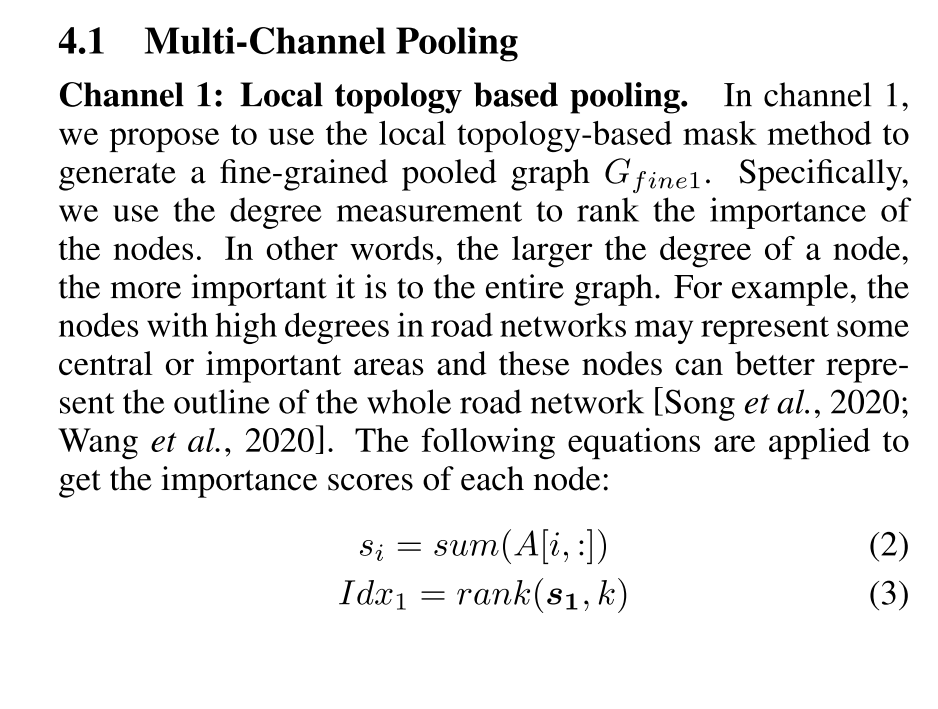 4.1 Multi-Channel Pooling
Channel 1: Local topology based pooling. In channel 1,
we propose to use the local topology-based mask method to
generate a fine-grained pooled graph G_{fine1}. Specifically,
we use the degree measurement to rank the importance of
the nodes. In other words, the larger the degree of a node,
the more important it is to the entire graph. For example, the
nodes with high degrees in road networks may represent some
central or important areas and these nodes can better repre-
sent the outline of the whole road network [Song et al., 2020;
Wang et al., 2020]. The following equations are applied to
get the importance scores of each node:
s_i = sum(A[i, :]) (2)
Idx_1 = rank(s_1, k) (3)